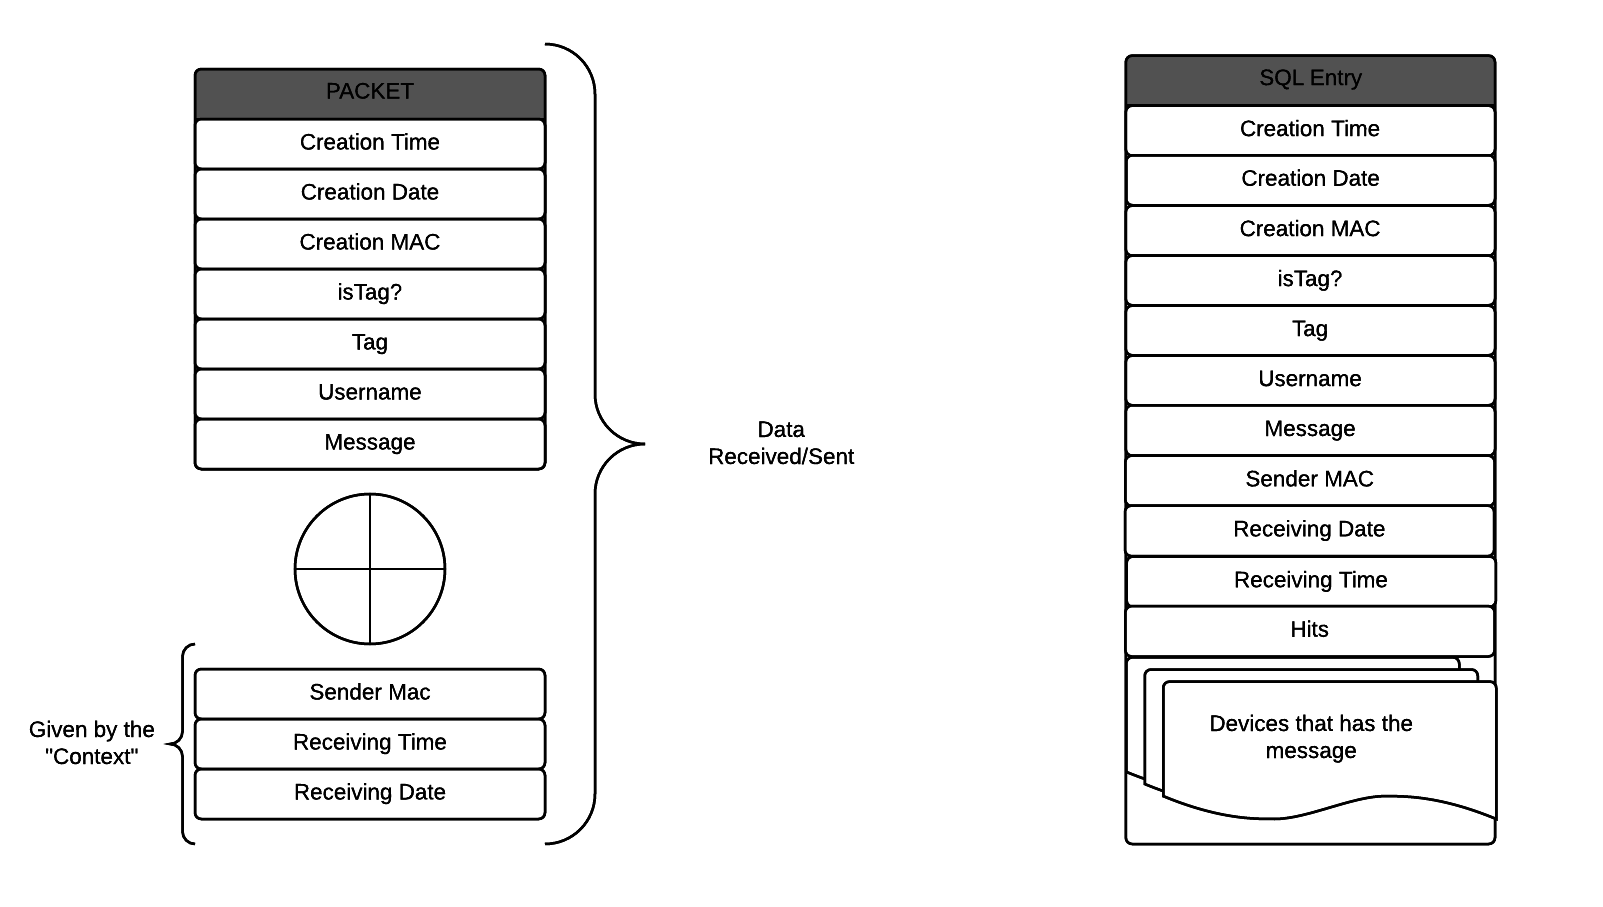 PACKET
Creation Time
Creation Date
Creation MAC
isTag?
Tag
Username
Message
Given by the
"Context"
Sender Mac
Receiving Time
Receiving Date
Data
Received/Sent
SQL Entry
Creation Time
Creation Date
Creation MAC
isTag?
Tag
Username
Message
Sender MAC
Receiving Date
Receiving Time
Hits
Devices that has the
message